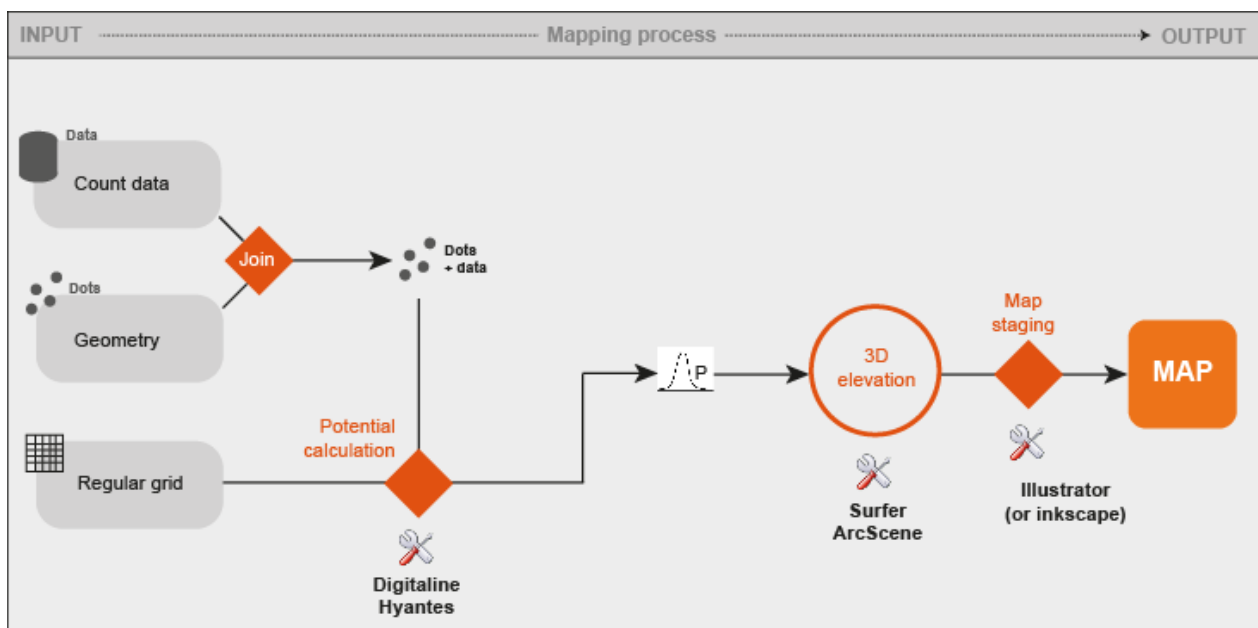 INPUT
Mapping process
OUTPUT
Data
Count data
Join
Dots
+ data
Dots
Geometry
Potential
calculation
Regular grid
Digitaline
Hyantes
P
3D
elevation
Surfer
ArcScene
Map
staging
Illustrator
(or inkscape)
MAP